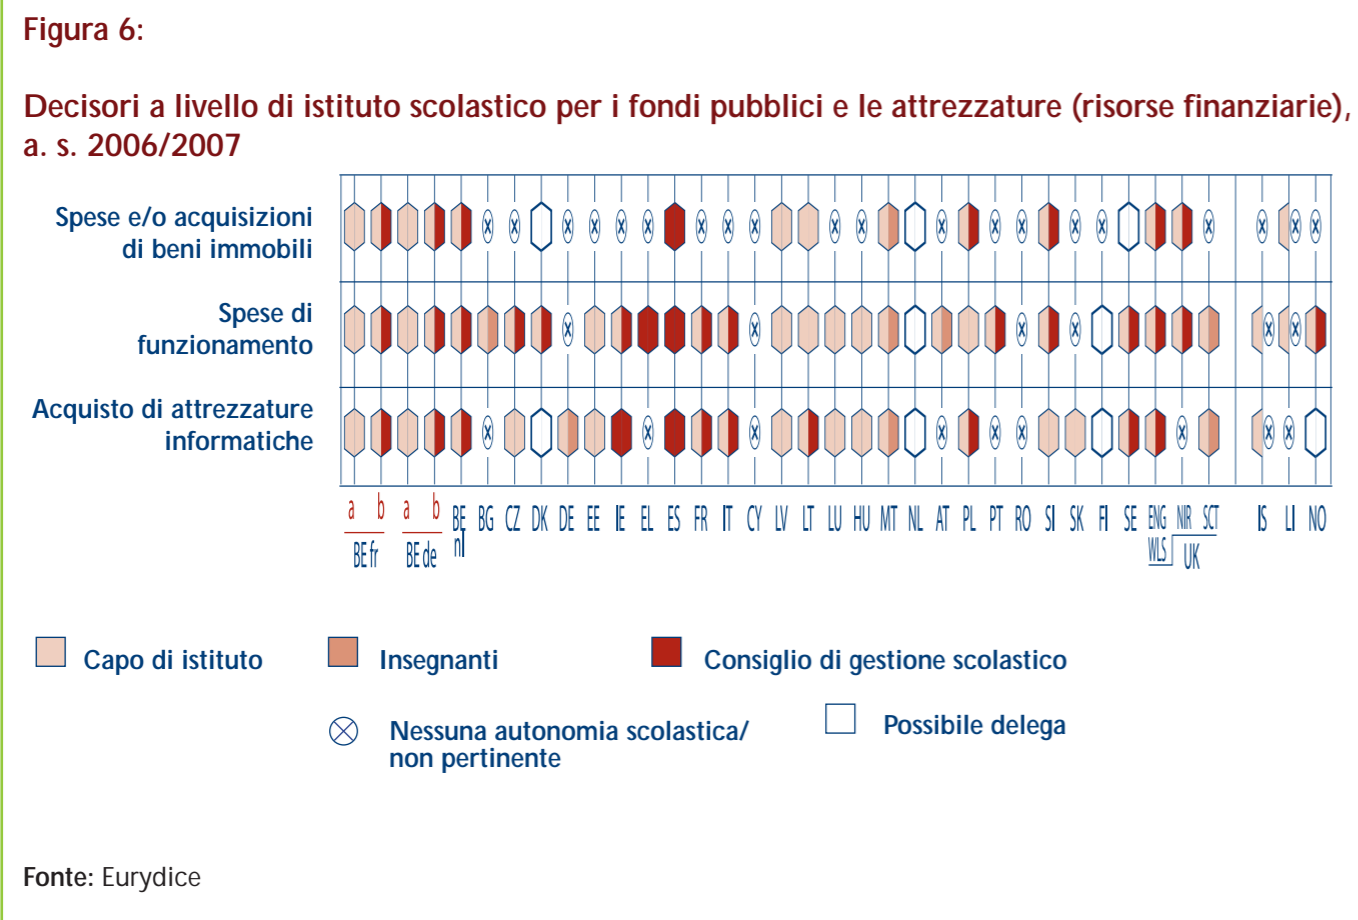 Figura 6:
Decisori a livello di istituto scolastico per i fondi pubblici e le attrezzature (risorse finanziarie),
a. s. 2006/2007
Spese e/o acquisizioni
di beni immobili
Spese di
funzionamento
Acquisto di attrezzature
informatiche
a b a b BE BG CZ DK DE EE IE EL ES FR IT CY LV LT LU HU MT NL AT PL PT RO SI SK FI SE ENG NIR SCT IS LI NO
BE fr BE de nl WLS UK
Capo di istituto Insegnanti Consiglio di gestione scolastico
Nessuna autonomia scolastica/ Possibile delega
non pertinente
Fonte: Eurydice